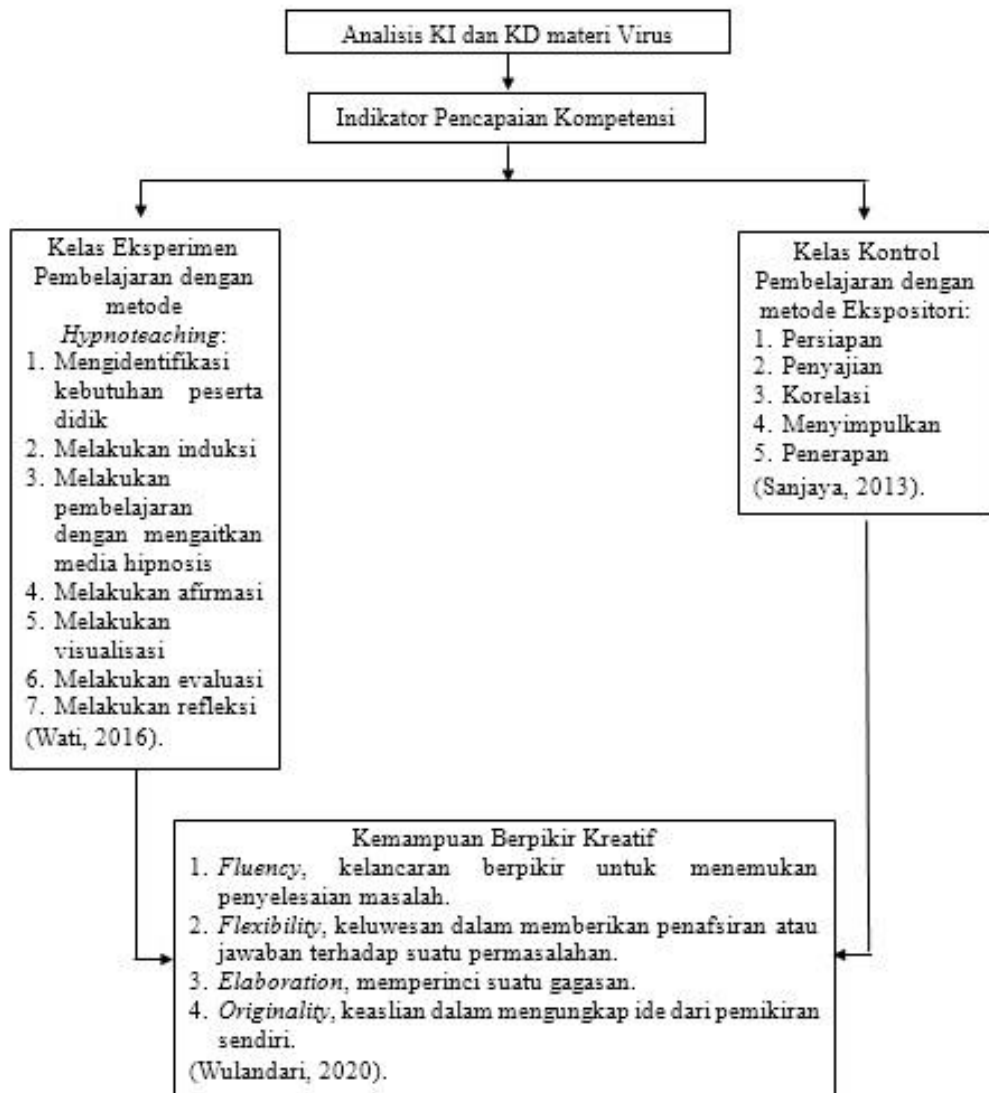 Analisis KI dan KD materi Virus
Indikator Pencapaian Kompetensi
Kelas Eksperimen
Pembelajaran dengan
metode
Hypnoteaching:
1. Mengidentifikasi
kebutuhan peserta
didik
2. Melakukan induksi
3. Melakukan
pembelajaran
dengan mengaitkan
media hipnosis
4. Melakukan afirmasi
5. Melakukan
visualisasi
6. Melakukan evaluasi
7. Melakukan refleksi
(Wati, 2016).
Kelas Kontrol
Pembelajaran dengan
metode Ekspositori:
1. Persiapan
2. Penyajian
3. Korelasi
4. Menyimpulkan
5. Penerapan
(Sanjaya, 2013).
Kemampuan Berpikir Kreatif
1. Fluency, kelancaran berpikir untuk menemukan
penyelesaian masalah.
2. Flexibility, keluwesan dalam memberikan penafsiran atau
jawaban terhadap suatu permasalahan.
3. Elaboration, memperinci suatu gagasan.
4. Originality, keaslian dalam mengungkap ide dari pemikiran
sendiri.
(Wulandari, 2020).